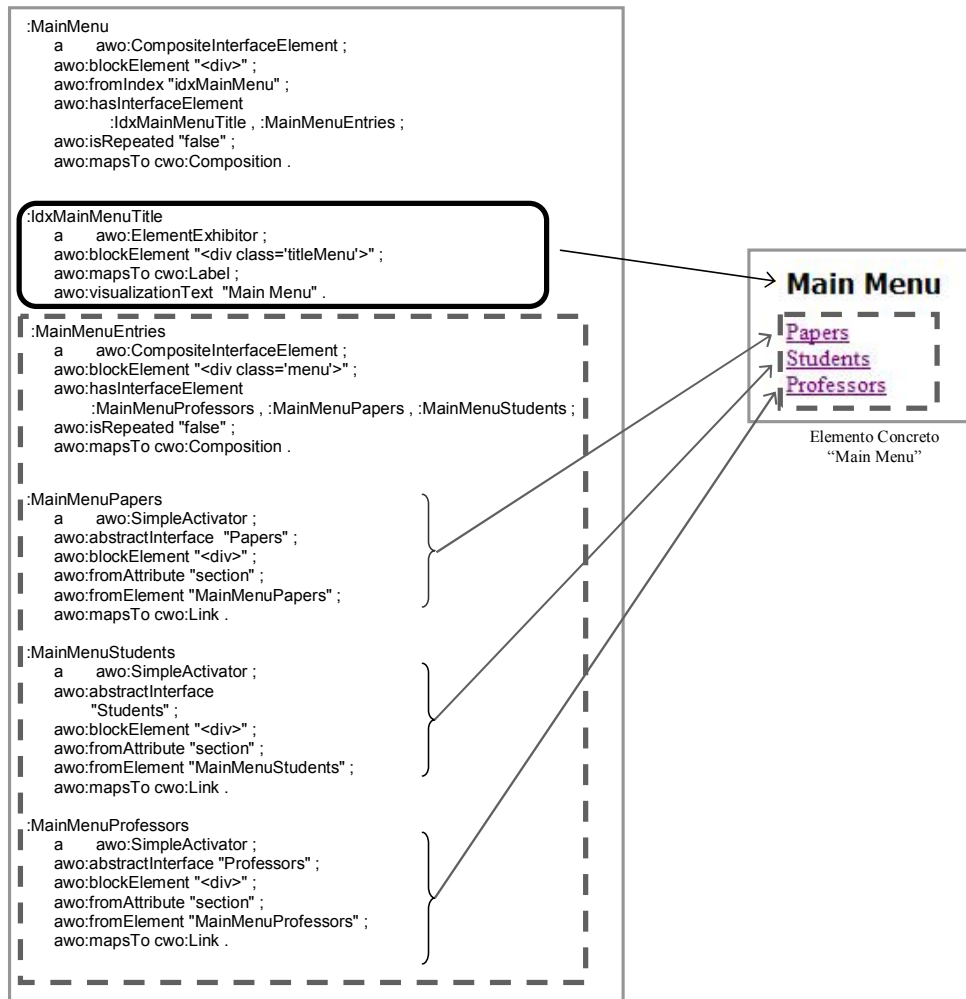 :MainMenu
a awo:CompositeInterfaceElement ;
awo:blockElement "<div>" ;
awo:fromIndex "idxMainMenu" ;
awo:hasInterfaceElement
:IdxMainMenuTitle , :MainMenuEntries ;
awo:isRepeated "false" ;
awo:mapsTo cwo:Composition .
:IdxMainMenuTitle
a awo:ElementExhibitor ;
awo:blockElement "<div class='titleMenu'>" ;
awo:mapsTo cwo:Label ;
awo:visualizationText "Main Menu" .
:MainMenuEntries
a awo:CompositeInterfaceElement ;
awo:blockElement "<div class='menu'>" ;
awo:hasInterfaceElement
:MainMenuProfessors , :MainMenuPapers , :MainMenuStudents ;
awo:isRepeated "false" ;
awo:mapsTo cwo:Composition .
:MainMenuPapers
a awo:SimpleActivator ;
awo:abstractInterface "Papers" ;
awo:blockElement "<div>" ;
awo:fromAttribute "section" ;
awo:fromElement "MainMenuPapers" ;
awo:mapsTo cwo:Link .
:MainMenuStudents
a awo:SimpleActivator ;
awo:abstractInterface
"Students" ;
awo:blockElement "<div>" ;
awo:fromAttribute "section" ;
awo:fromElement "MainMenuStudents" ;
awo:mapsTo cwo:Link .
:MainMenuProfessors
a awo:SimpleActivator ;
awo:abstractInterface "Professors" ;
awo:blockElement "<div>" ;
awo:fromAttribute "section" ;
awo:fromElement "MainMenuProfessors" ;
awo:mapsTo cwo:Link .
Main Menu
Papers
Students
Professors
Elemento Concreto
“Main Menu”